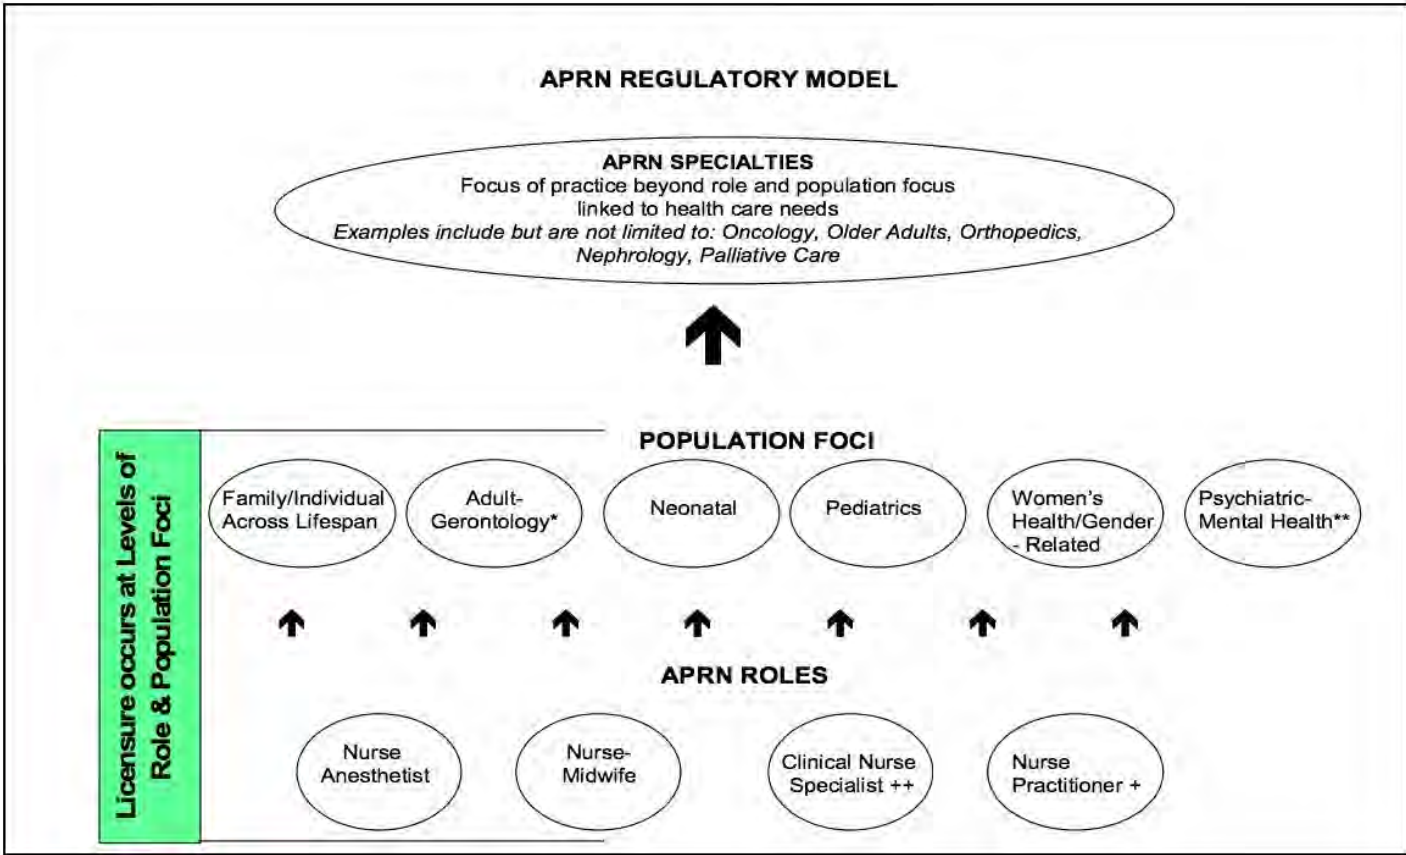 APRN REGULATORY MODEL
APRN SPECIALTIES
Focus of practice beyond role and population focus
linked to health care needs
Examples include but are not limited to: Oncology, Older Adults, Orthopedics,
Nephrology, Palliative Care
Licensure occurs at Levels of
Role & Population Foci
POPULATION FOCI
Family/Individual
Across Lifespan
Adult-
Gerontology*
Neonatal
Pediatrics
Women's
Health/Gender
- Related
Psychiatric-
Mental Health**
APRN ROLES
Nurse
Anesthetist
Nurse-
Midwife
Clinical Nurse
Specialist ++
Nurse
Practitioner +